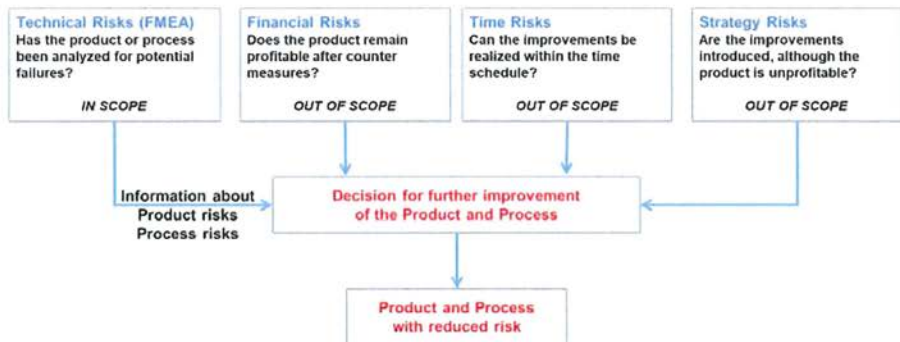 Technical Risks (FMEA)
Has the product or process
been analyzed for potential
failures?
IN SCOPE
Financial Risks
Does the product remain
profitable after counter
measures?
OUT OF SCOPE
Time Risks
Can the improvements be
realized within the time
schedule?
OUT OF SCOPE
Strategy Risks
Are the improvements
introduced, although the
product is unprofitable?
OUT OF SCOPE
Information about
Product risks
Process risks
Decision for further improvement
of the Product and Process
Product and Process
with reduced risk